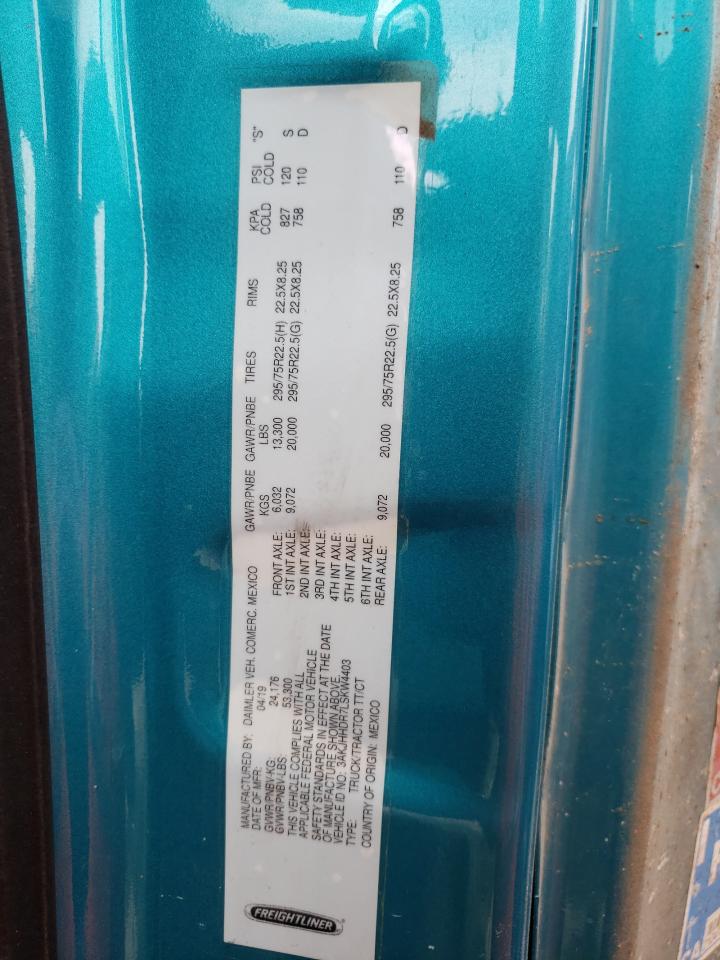 FREIGHTLINER
MANUFACTURED BY: DAIMLER VEH. COMERC. MEXICO
DATE OF MFR: 04/19
GVWR/PNBV-KG: 24,176
GVWR/PNBV-LBS: 53,300
THIS VEHICLE COMPLIES WITH ALL
APPLICABLE FEDERAL MOTOR VEHICLE
SAFETY STANDARDS IN EFFECT AT THE DATE
OF MANUFACTURE SHOWN ABOVE.
VEHICLE ID NO.: 3AKJHHDR7LSKW4403
TYPE: TRUCK/TRACTOR TT/CT
COUNTRY OF ORIGIN: MEXICO
GAWR/PNBE GAWR/PNBE TIRES RIMS KPA PSI "S"
KGS LBS COLD COLD
FRONT AXLE: 6,032 13,300 295/75R22.5(H) 22.5X8.25 827 120 S
1ST INT AXLE: 9,072 20,000 295/75R22.5(G) 22.5X8.25 758 110 D
2ND INT AXLE:
3RD INT AXLE:
4TH INT AXLE:
5TH INT AXLE:
6TH INT AXLE:
REAR AXLE: 9,072 20,000 295/75R22.5(G) 22.5X8.25 758 110 D